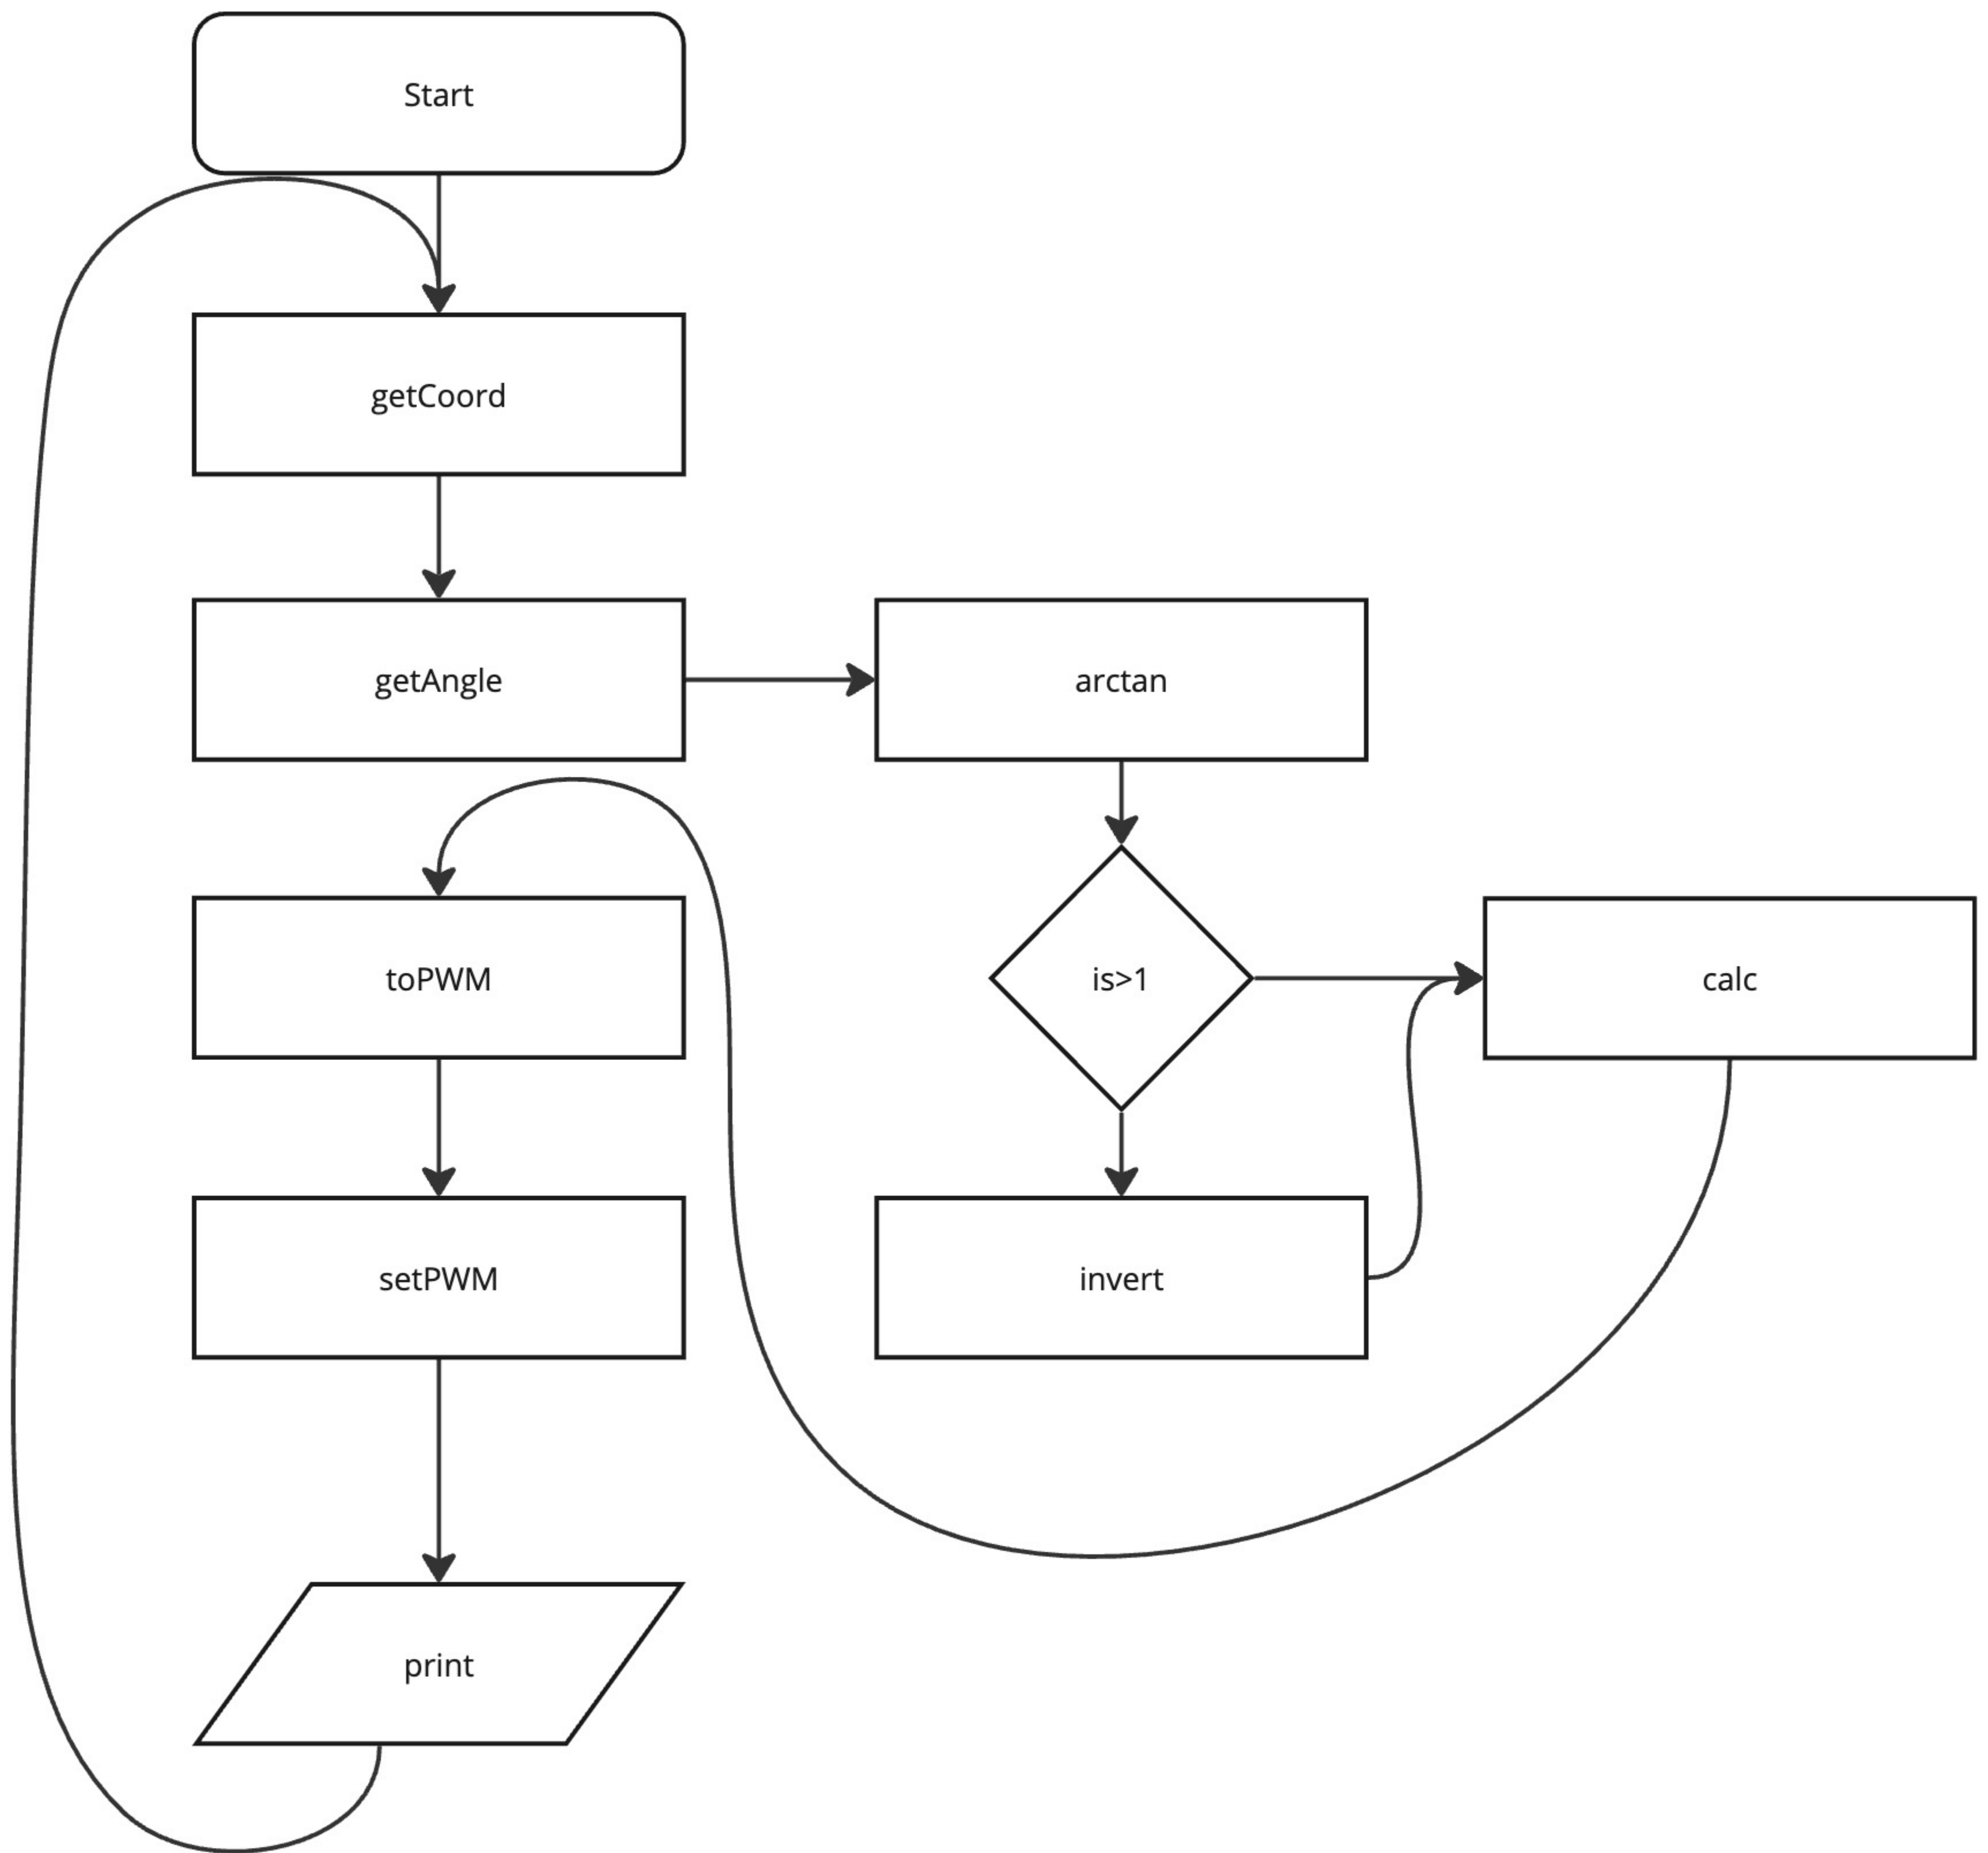 Start
getCoord
getAngle
arctan
toPWM
is>1
calc
setPWM
invert
print